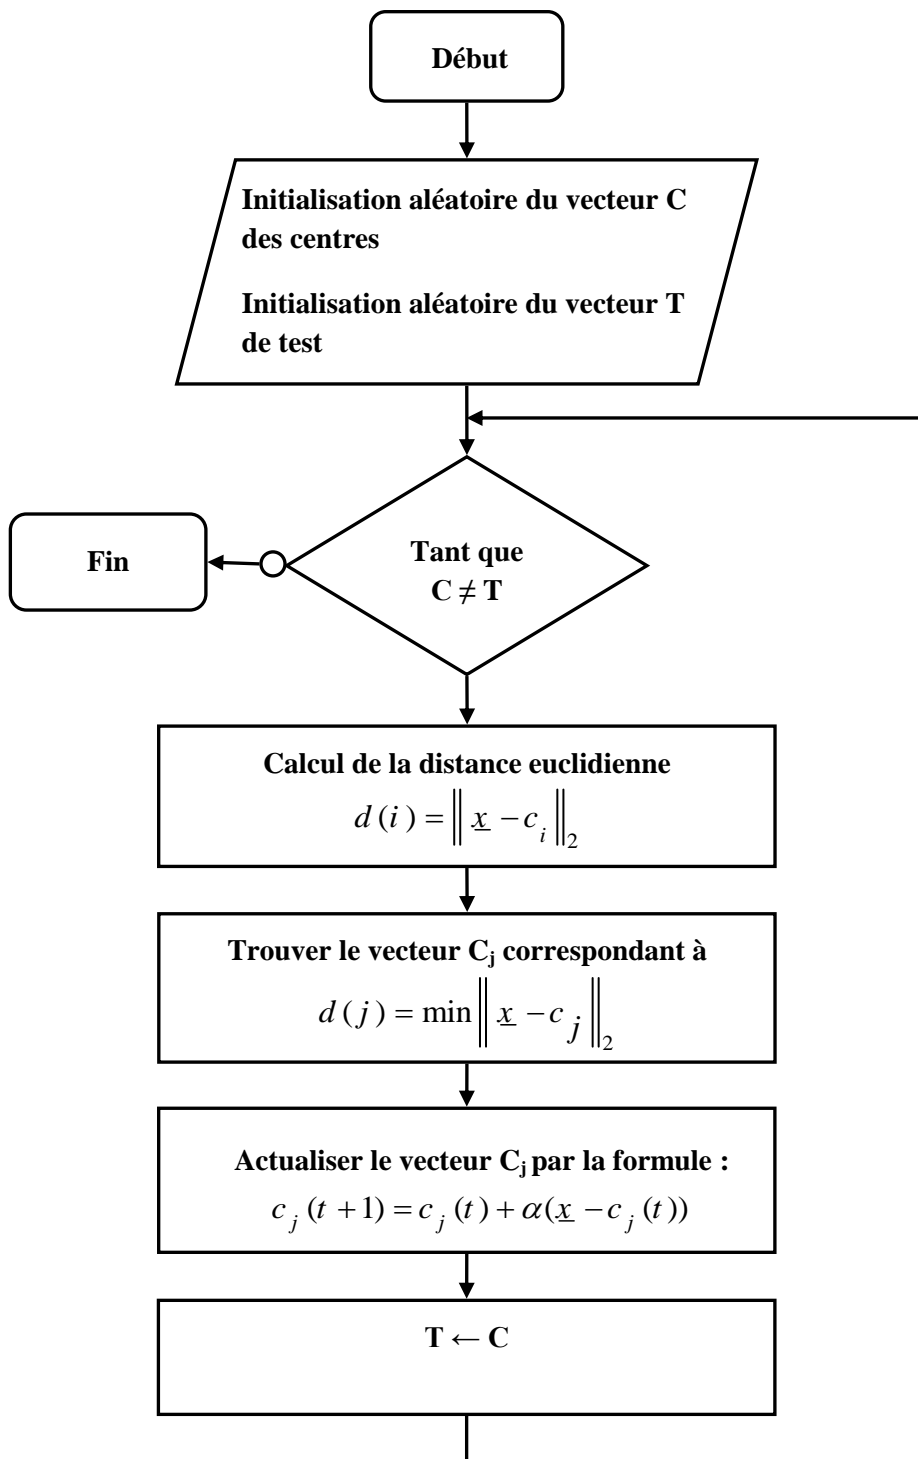 Début
Initialisation aléatoire du vecteur C
des centres
Initialisation aléatoire du vecteur T
de test
Tant que
C ≠ T
Fin
Calcul de la distance euclidienne
d(i) = ‖x̲ − c_i‖_2
Trouver le vecteur C_j correspondant à
d(j) = min‖x̲ − c_j‖_2
Actualiser le vecteur C_j par la formule :
c_j(t+1) = c_j(t) + α(x̲ − c_j(t))
T ← C